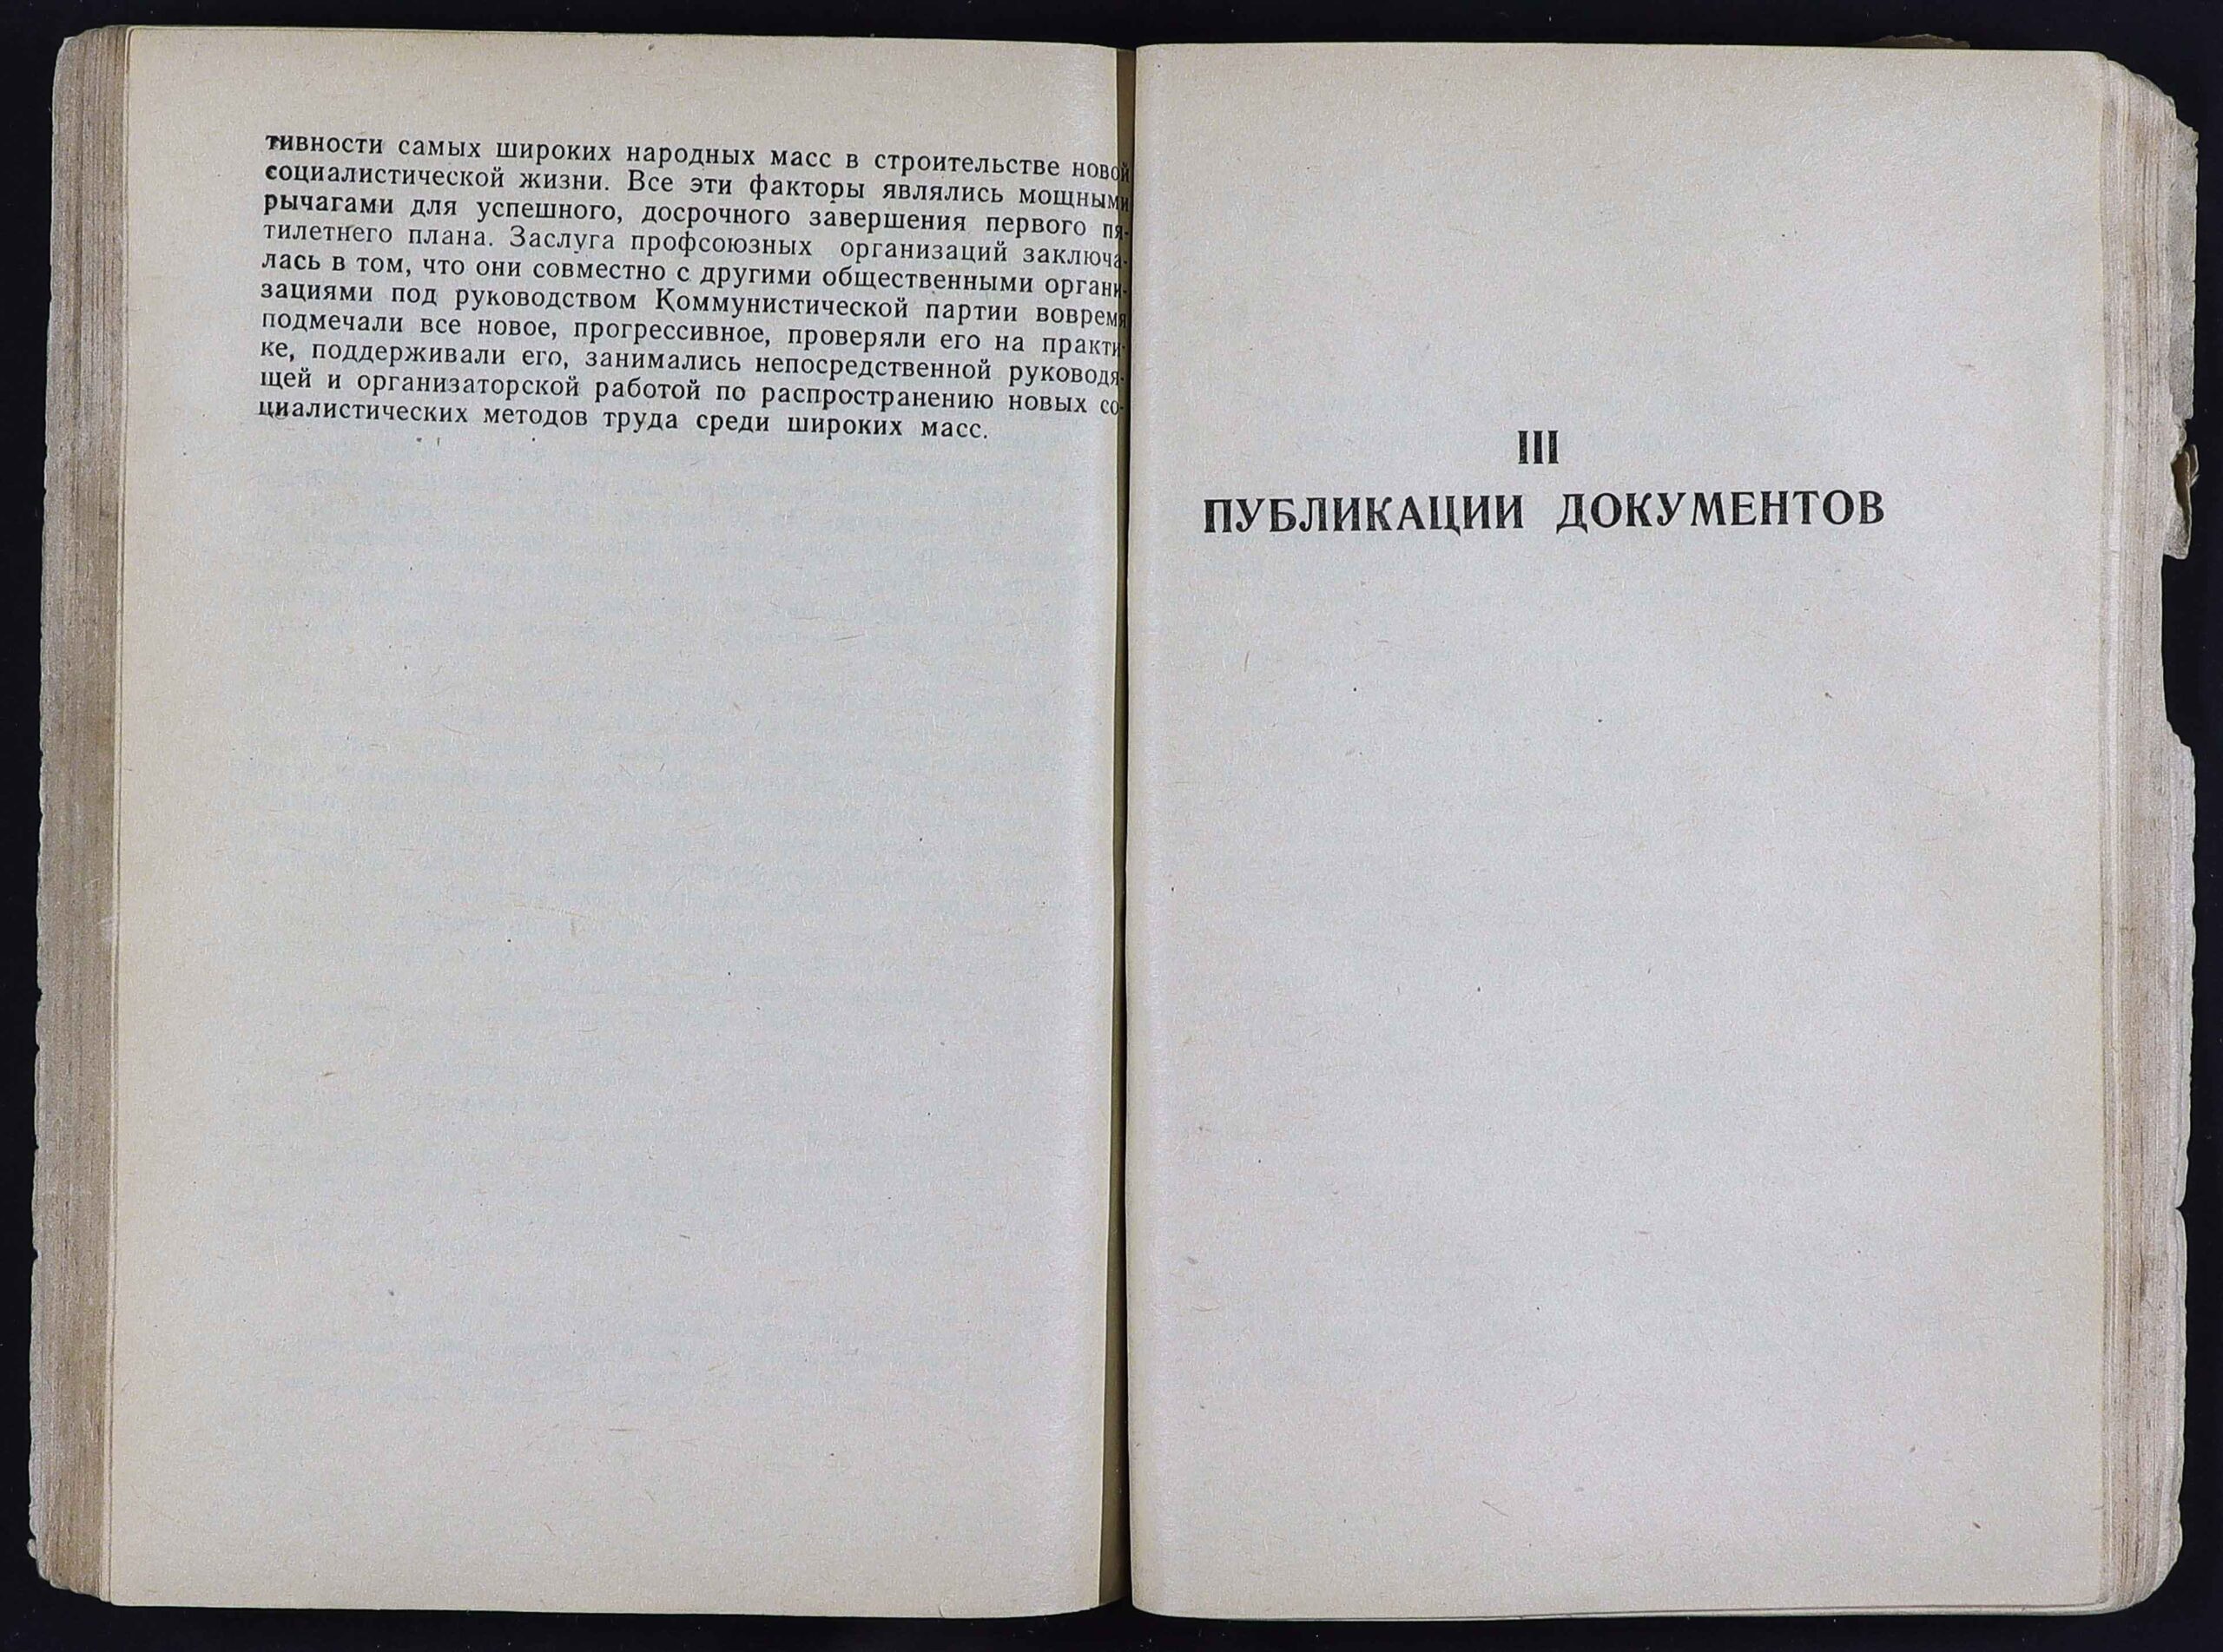 тивности самых широких народных масс в строительстве новой
социалистической жизни. Все эти факторы являлись мощными
рычагами для успешного, досрочного завершения первого пя-
тилетнего плана. Заслуга профсоюзных организаций заключа-
лась в том, что они совместно с другими общественными органи-
зациями под руководством Коммунистической партии вовремя
подмечали все новое, прогрессивное, проверяли его на практи-
ке, поддерживали его, занимались непосредственной руководя-
щей и организаторской работой по распространению новых со-
циалистических методов труда среди широких масс.
III
ПУБЛИКАЦИИ ДОКУМЕНТОВ